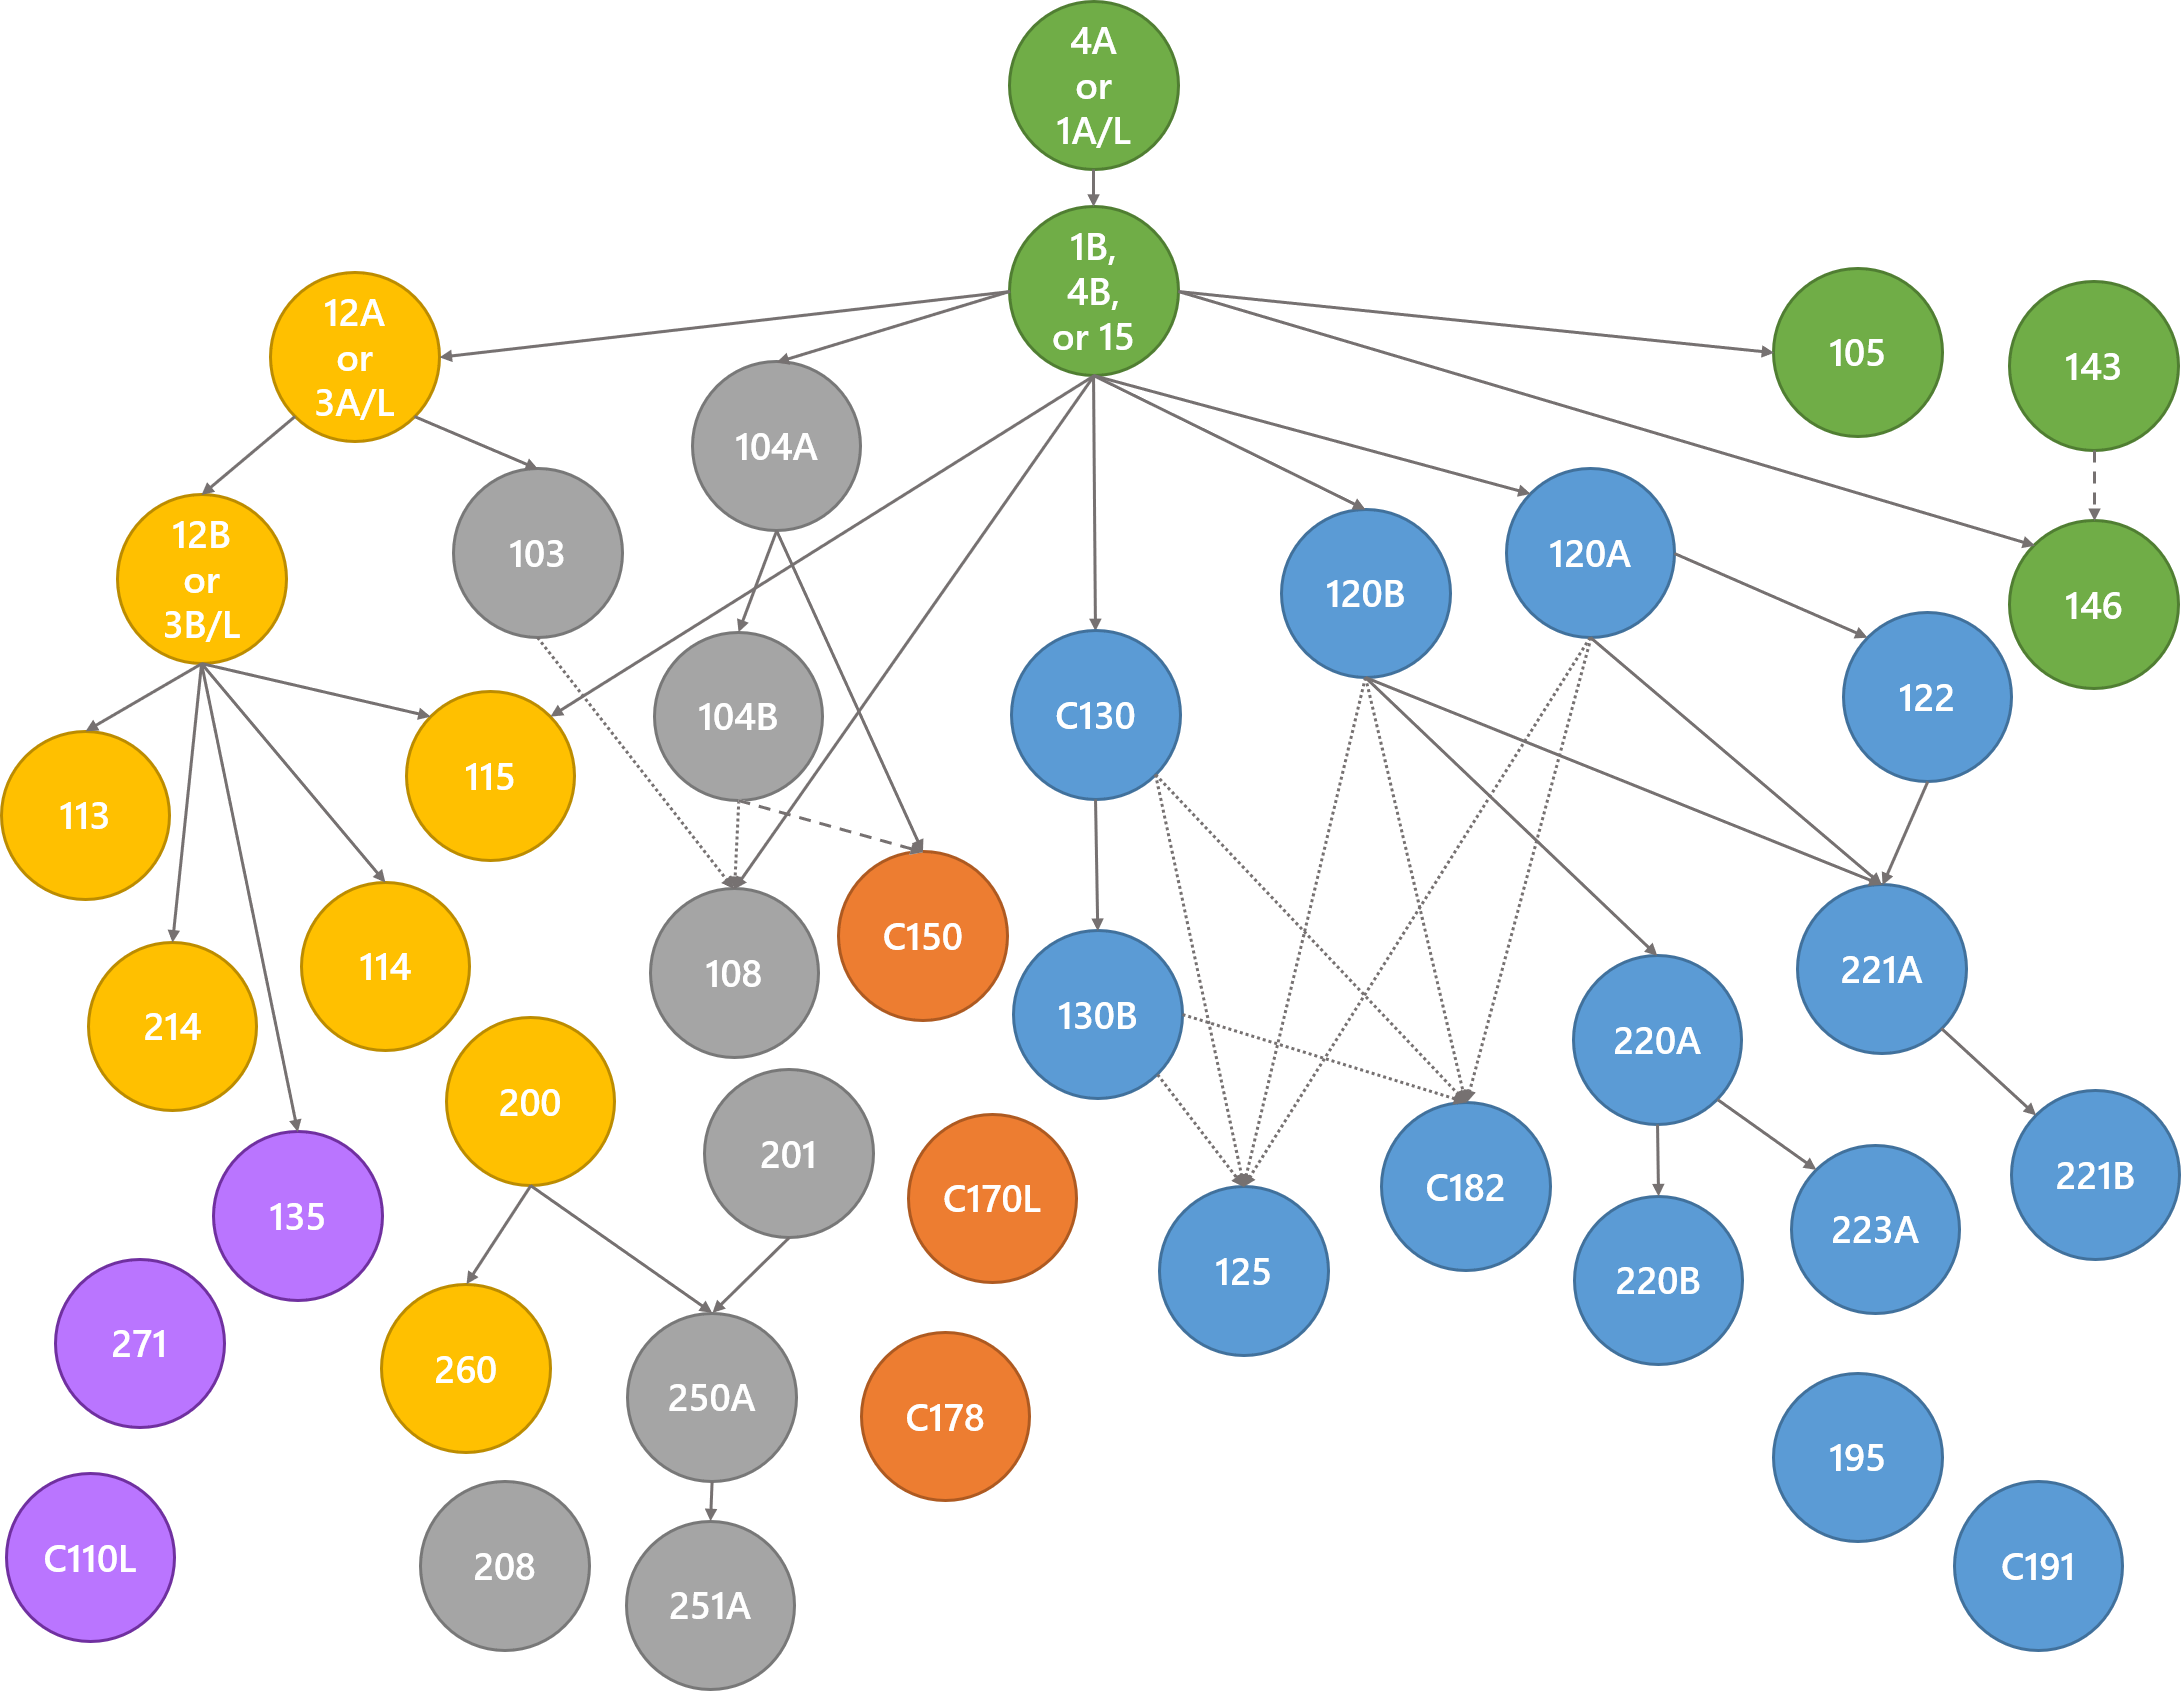 4A
or
1A/L
1B,
4B,
or 15
12A
or
3A/L
105
143
104A
103
120A
12B
or
3B/L
120B
146
122
C130
104B
115
113
C150
114
108
221A
130B
214
220A
200
201
221B
C182
C170L
135
223A
125
220B
271
260
250A
C178
195
C110L
208
C191
251A